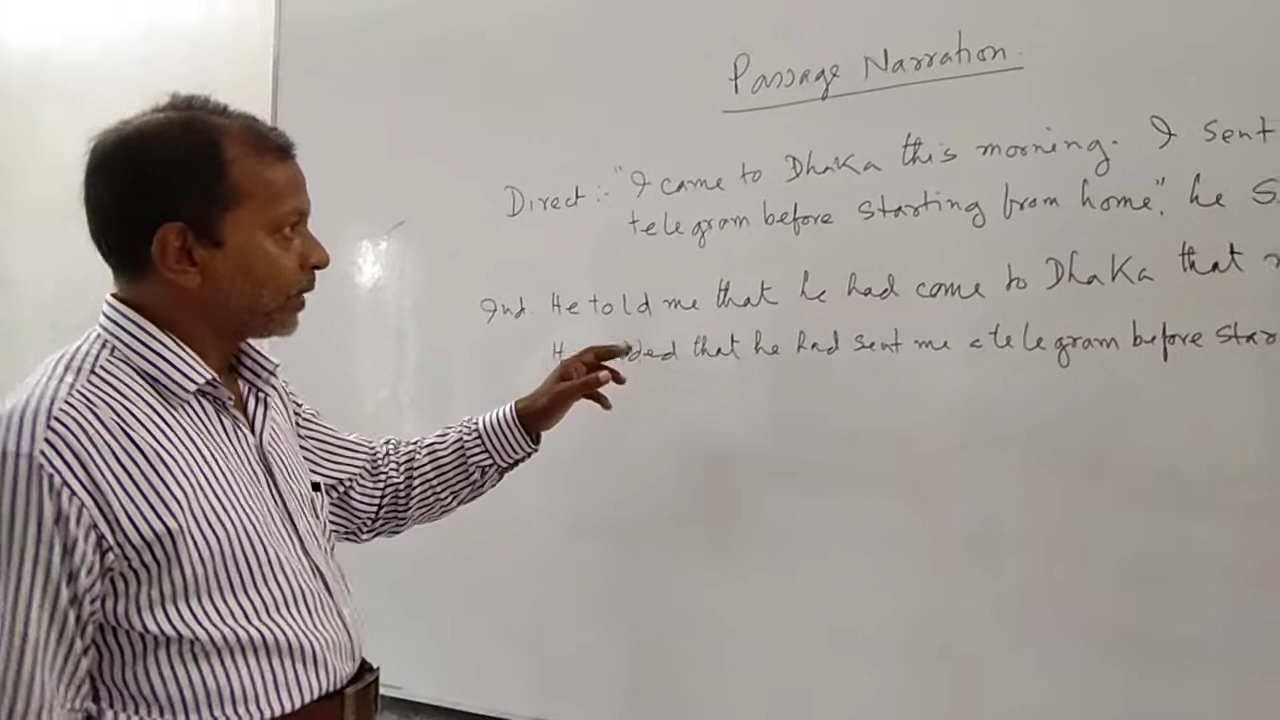 Passage Narration.
Direct :- "I came to Dhaka this morning. I sent
telegram before starting from home", he
Ind. He told me that he had come to Dhaka that
that he had sent me a telegram before